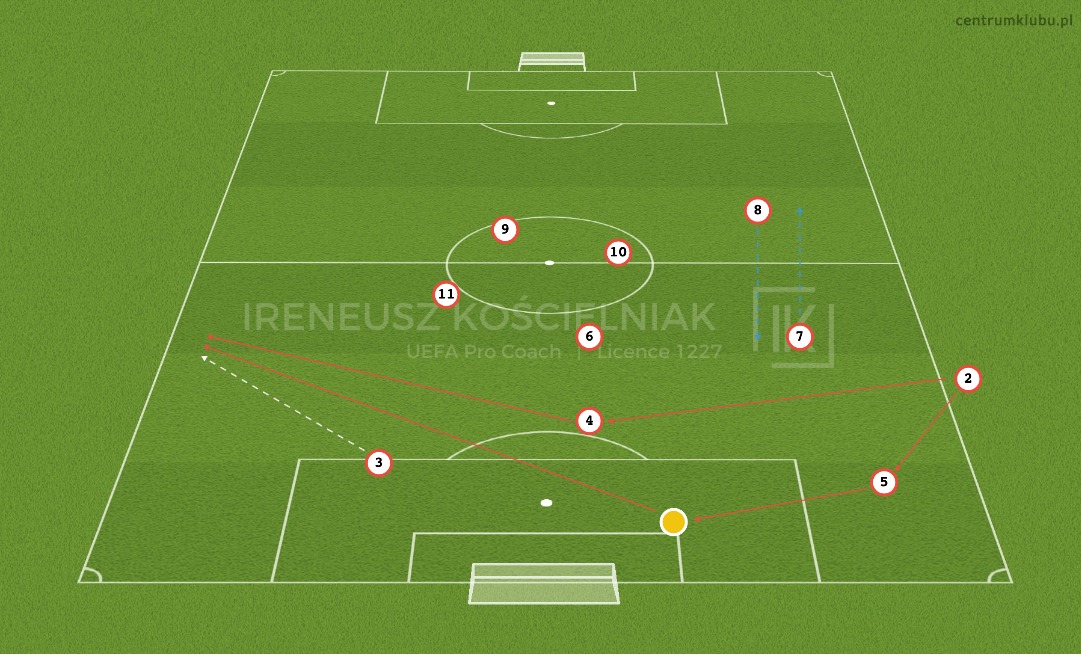 centrumklubu.pl
8
9
10
11
IRENEUSZ KOŚCIELNIAK
IK
6
7
UEFA Pro Coach | Licence 1227
2
4
3
5